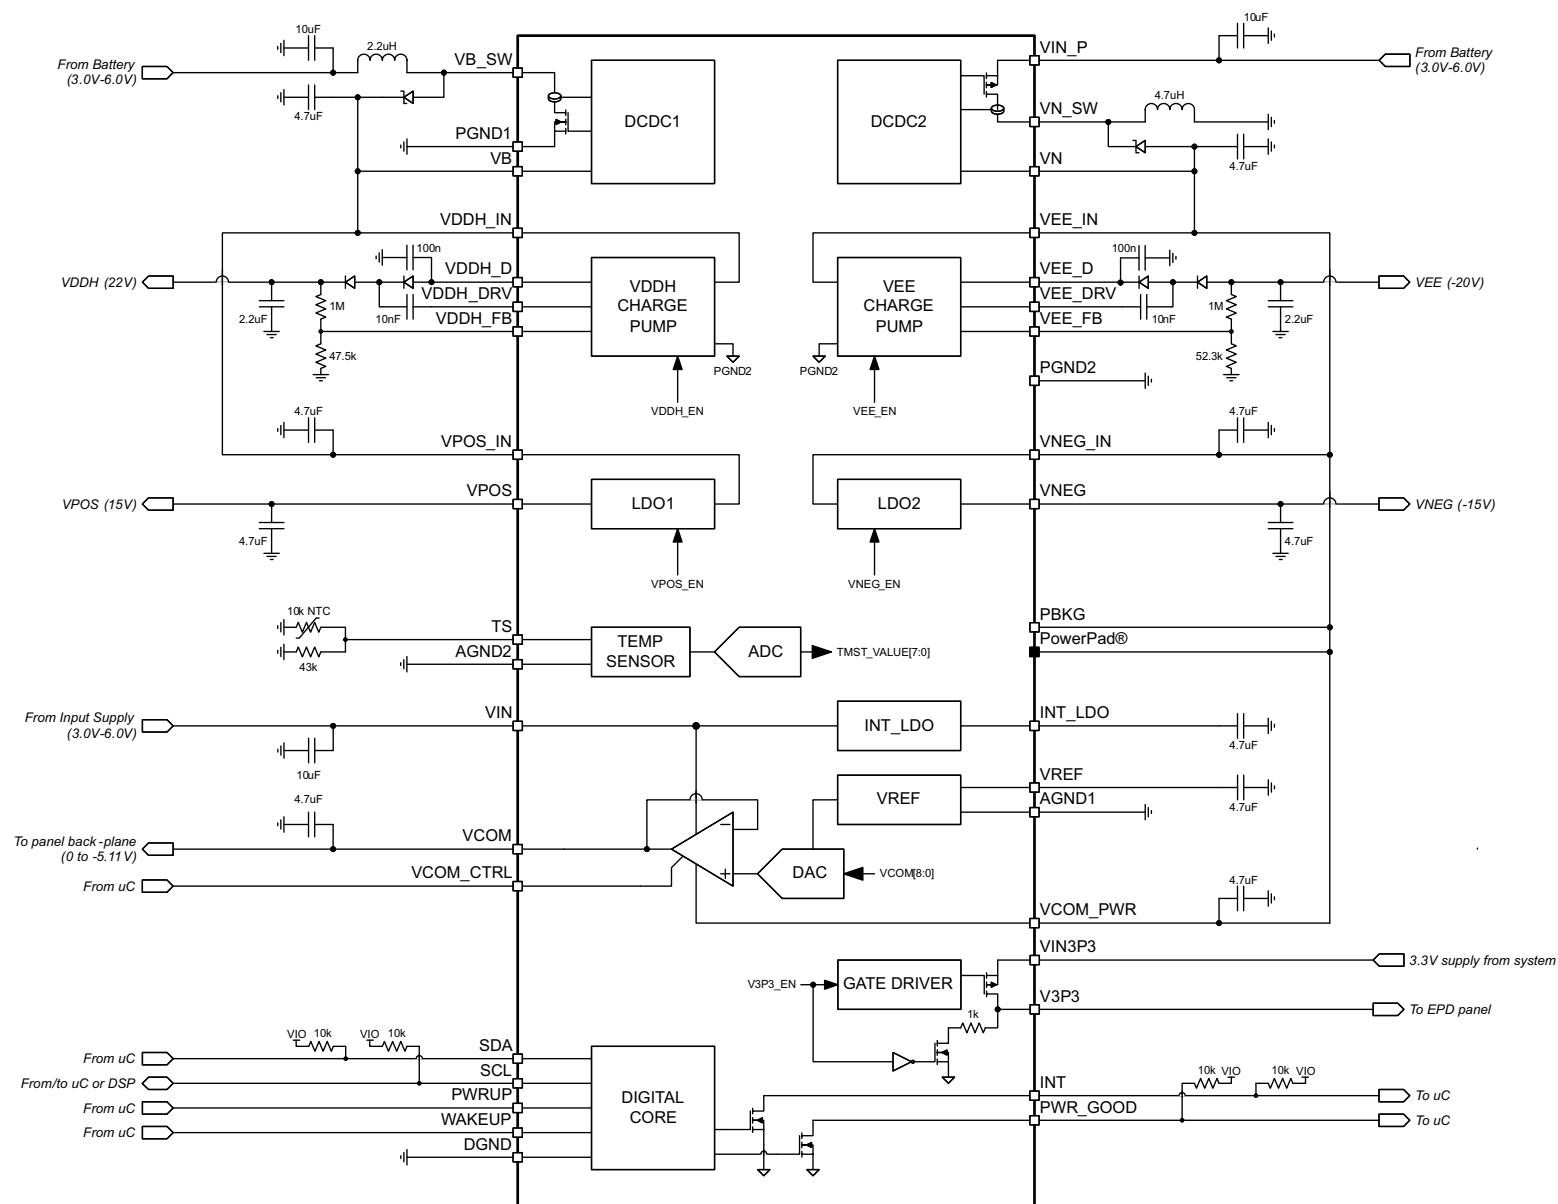 10uF
2.2uH
VB_SW
From Battery
(3.0V-6.0V)
4.7uF
PGND1
VB
DCDC1
DCDC2
VIN_P
10uF
From Battery
(3.0V-6.0V)
4.7uH
VN_SW
VN
4.7uF
VDDH_IN
100n
VDDH_D
VDDH (22V)
VDDH_DRV
1M
10nF
VDDH_FB
2.2uF
47.5k
VDDH
CHARGE
PUMP
PGND2
VDDH_EN
VEE
CHARGE
PUMP
PGND2
VEE_EN
VEE_IN
100n
VEE_D
VEE (-20V)
VEE_DRV
1M
10nF
VEE_FB
2.2uF
52.3k
PGND2
4.7uF
VPOS_IN
VPOS
VPOS (15V)
4.7uF
LDO1
VPOS_EN
LDO2
VNEG_EN
4.7uF
VNEG_IN
VNEG
VNEG (-15V)
4.7uF
10k NTC
TS
AGND2
43k
TEMP
SENSOR
ADC
TMST_VALUE[7:0]
PBKG
PowerPad®
From Input Supply
(3.0V-6.0V)
VIN
10uF
INT_LDO
INT_LDO
4.7uF
VREF
VREF
AGND1
4.7uF
4.7uF
VCOM
To panel back-plane
(0 to -5.11V)
VCOM_CTRL
From uC
DAC
VCOM[8:0]
4.7uF
VCOM_PWR
VIN3P3
3.3V supply from system
V3P3_EN
GATE DRIVER
V3P3
To EPD panel
1k
VIO
10k
VIO
10k
SDA
From uC
SCL
From/to uC or DSP
PWRUP
From uC
WAKEUP
From uC
DGND
DIGITAL
CORE
INT
10k
VIO
10k
VIO
To uC
PWR_GOOD
To uC